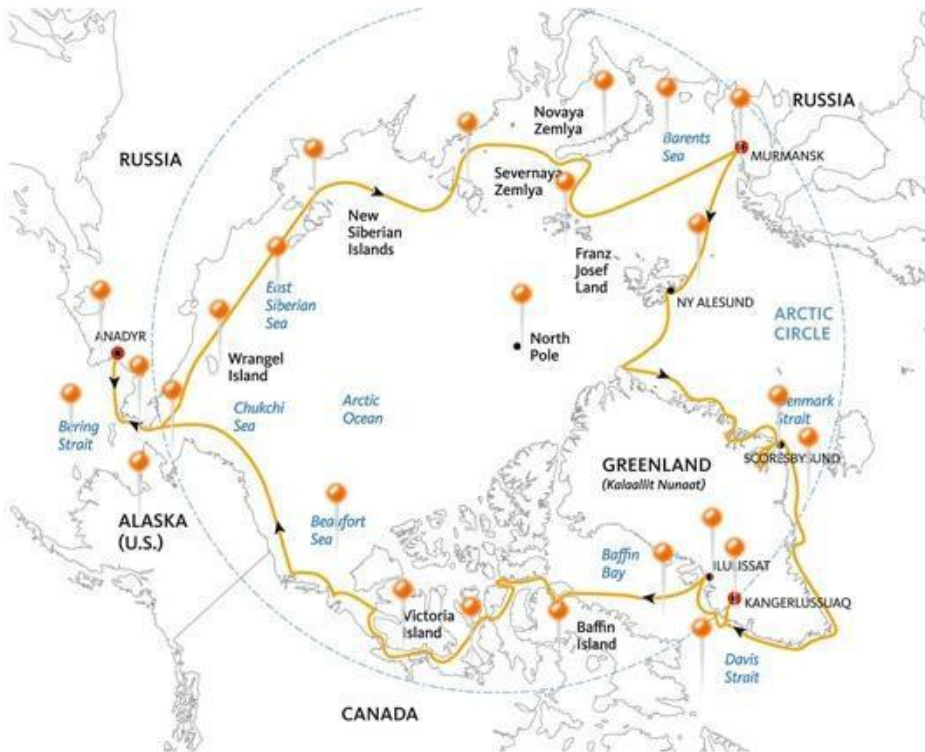 RUSSIA
Novaya
Zemlya
Barents
Sea
RUSSIA
MURMANSK
Severnaya
Zemlya
New
Siberian
Islands
Franz
Josef
Land
NY ALESUND
East
Siberian
Sea
ARCTIC
CIRCLE
ANADYR
Wrangel
Island
North
Pole
Bering
Strait
Chukchi
Sea
Arctic
Ocean
Denmark
Strait
SCORESBYSUND
GREENLAND
(Kalaallit Nunaat)
ALASKA
(U.S.)
Beaufort
Sea
Baffin
Bay
ILULISSAT
KANGERLUSSUAQ
Victoria
Island
Baffin
Island
Davis
Strait
CANADA